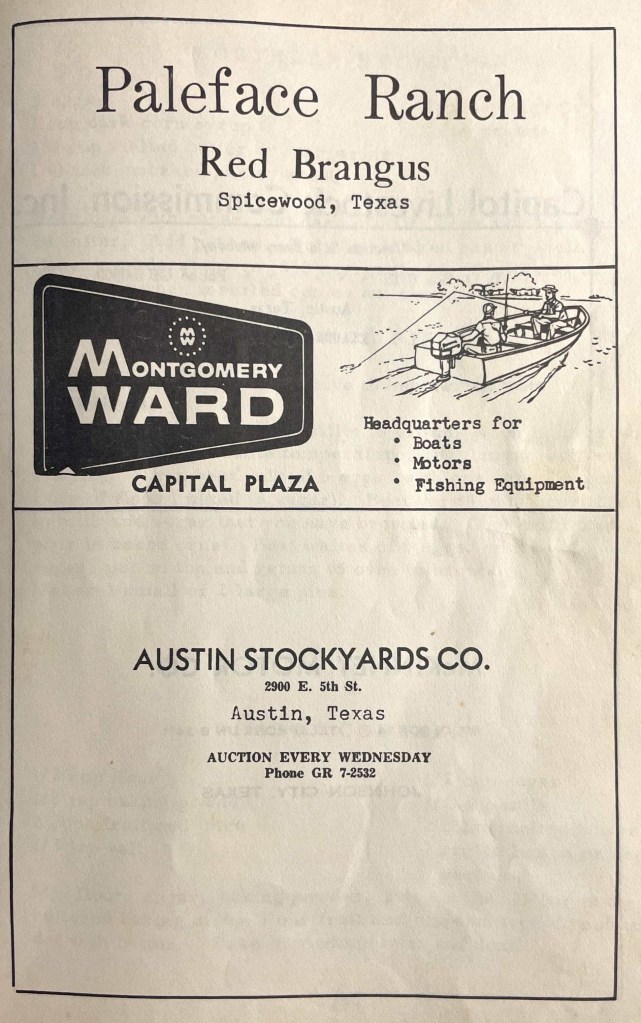 Paleface Ranch
Red Brangus
Spicewood, Texas
MONTGOMERY
WARD
CAPITAL PLAZA
Headquarters for
• Boats
• Motors
• Fishing Equipment
AUSTIN STOCKYARDS CO.
2900 E. 5th St.
Austin, Texas
AUCTION EVERY WEDNESDAY
Phone GR 7-2532